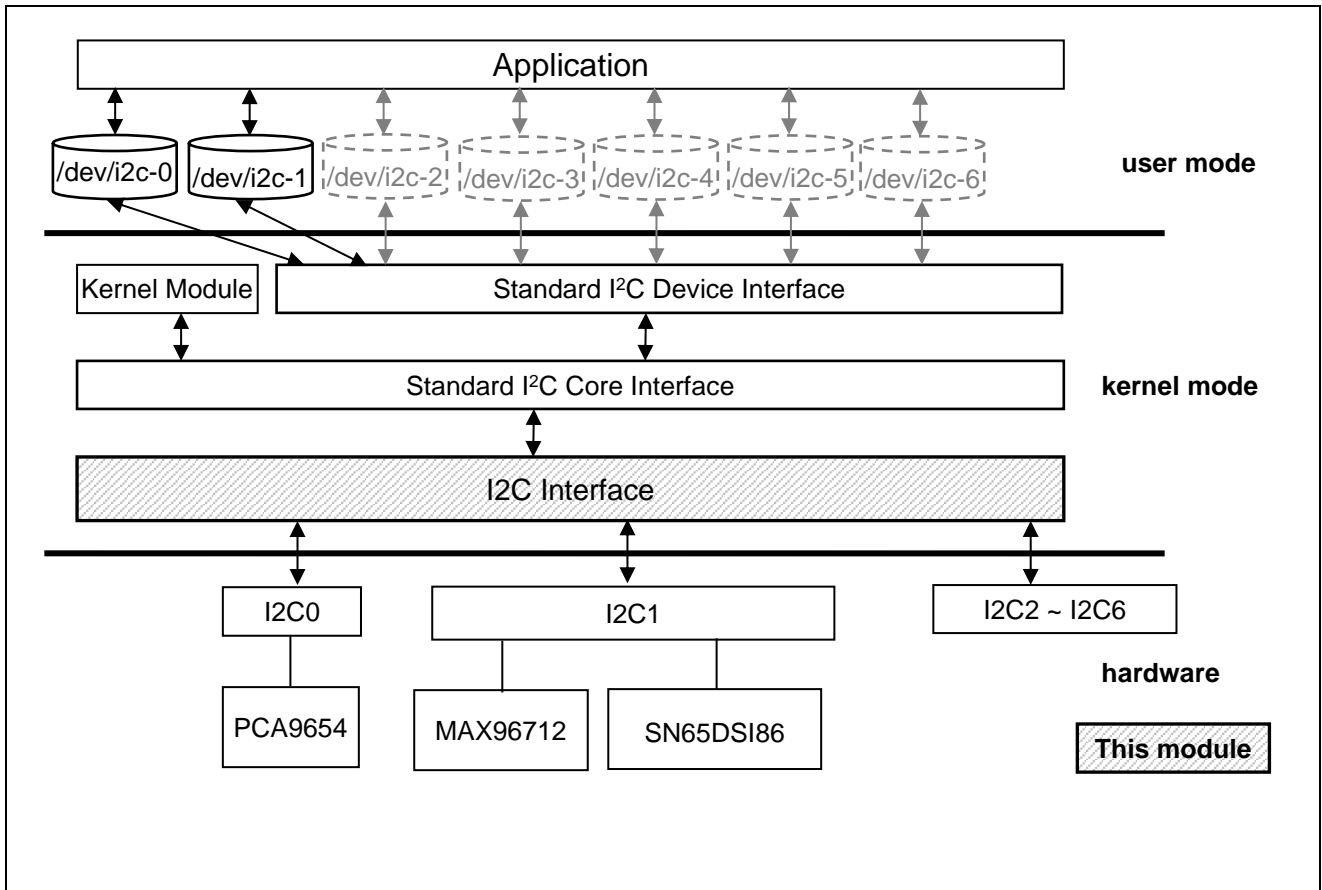 Application
/dev/i2c-0
/dev/i2c-1
/dev/i2c-2
/dev/i2c-3
/dev/i2c-4
/dev/i2c-5
/dev/i2c-6
user mode
Kernel Module
Standard I²C Device Interface
Standard I²C Core Interface
kernel mode
I2C Interface
I2C0
I2C1
I2C2 ~ I2C6
hardware
PCA9654
MAX96712
SN65DSI86
This module